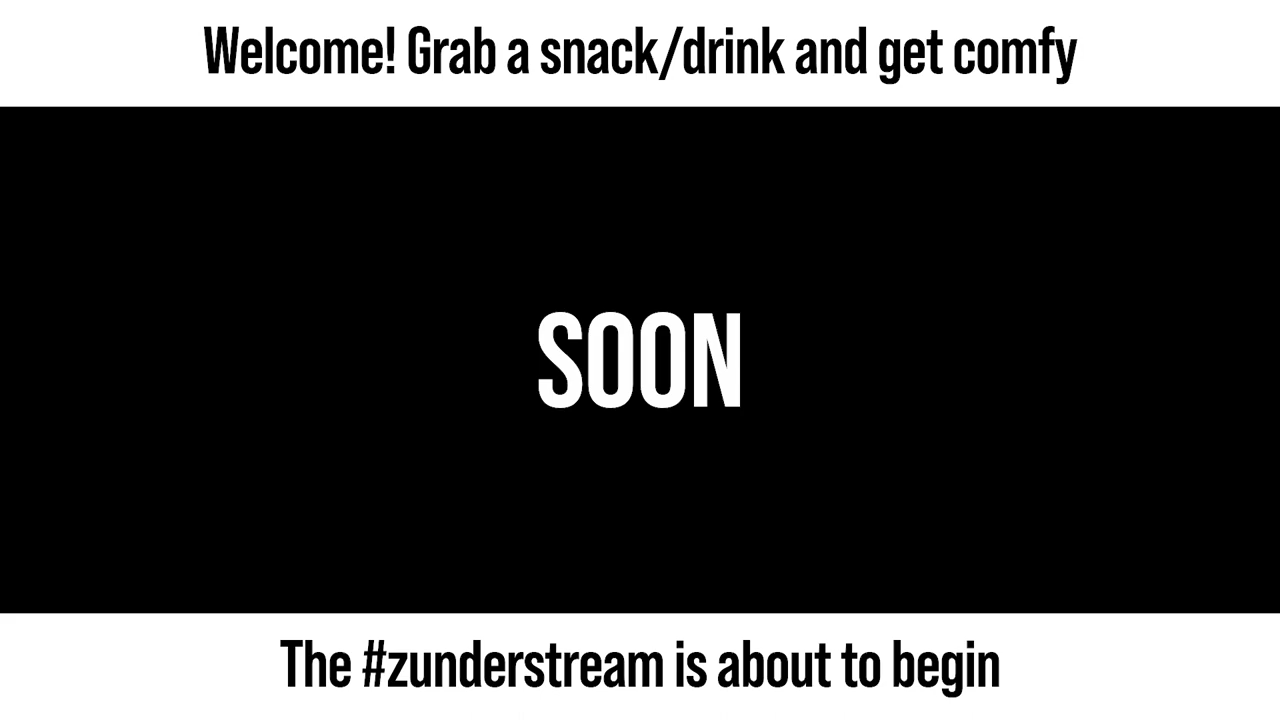 Welcome! Grab a snack/drink and get comfy
SOON
The #zunderstream is about to begin